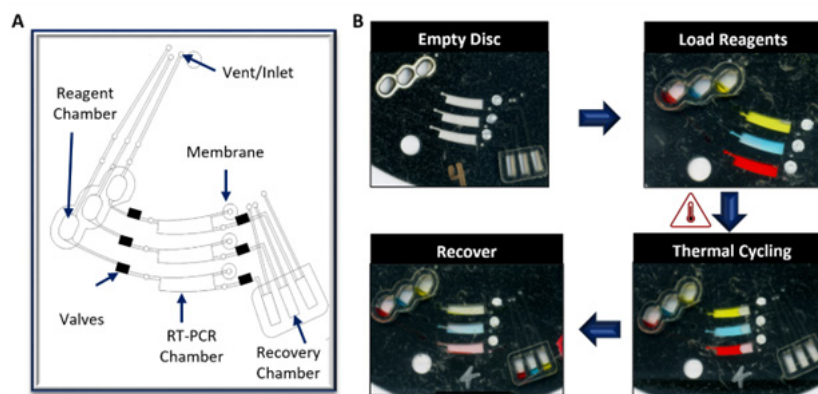 A
Vent/Inlet
Reagent
Chamber
Membrane
Valves
RT-PCR
Chamber
Recovery
Chamber
B
Empty Disc
Load Reagents
Recover
Thermal Cycling